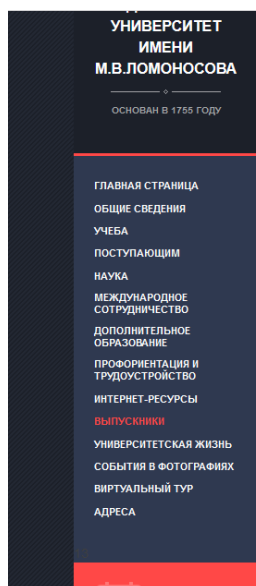 УНИВЕРСИТЕТ
ИМЕНИ
М.В.ЛОМОНОСОВА
ОСНОВАН В 1755 ГОДУ
ГЛАВНАЯ СТРАНИЦА
ОБЩИЕ СВЕДЕНИЯ
УЧЕБА
ПОСТУПАЮЩИМ
НАУКА
МЕЖДУНАРОДНОЕ
СОТРУДНИЧЕСТВО
ДОПОЛНИТЕЛЬНОЕ
ОБРАЗОВАНИЕ
ПРОФОРИЕНТАЦИЯ И
ТРУДОУСТРОЙСТВО
ИНТЕРНЕТ-РЕСУРСЫ
ВЫПУСКНИКИ
УНИВЕРСИТЕТСКАЯ ЖИЗНЬ
СОБЫТИЯ В ФОТОГРАФИЯХ
ВИРТУАЛЬНЫЙ ТУР
АДРЕСА